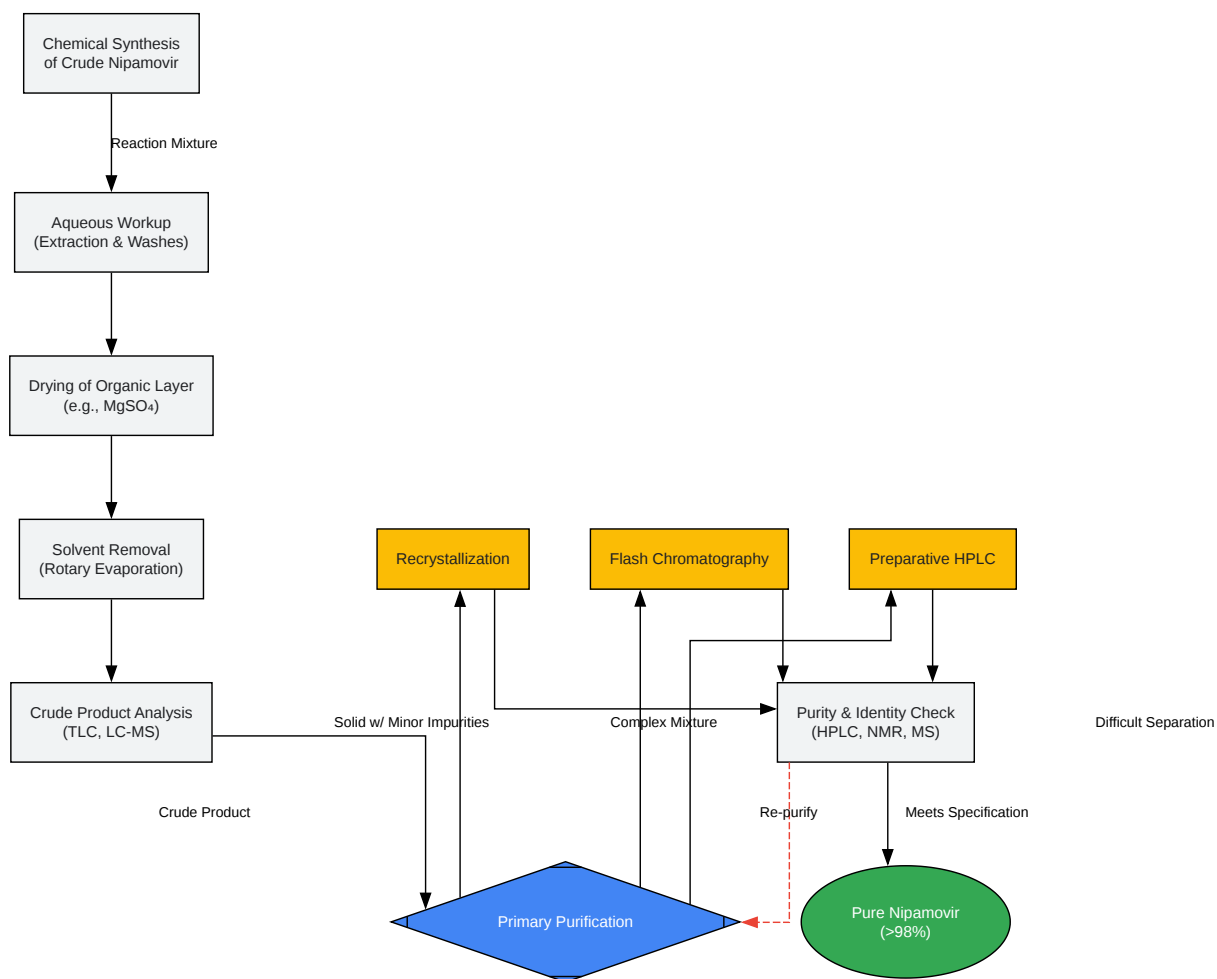 Chemical Synthesis
of Crude Nipamovir
Reaction Mixture
Aqueous Workup
(Extraction & Washes)
Drying of Organic Layer
(e.g., MgSO₄)
Solvent Removal
(Rotary Evaporation)
Recrystallization
Flash Chromatography
Preparative HPLC
Crude Product Analysis
(TLC, LC-MS)
Solid w/ Minor Impurities
Complex Mixture
Purity & Identity Check
(HPLC, NMR, MS)
Difficult Separation
Crude Product
Re-purify
Meets Specification
Primary Purification
Pure Nipamovir
(>98%)